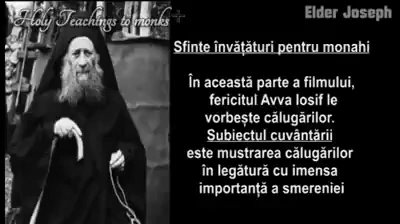 Holy Teachings to monks
Elder Joseph
Sfinte învățături pentru monahi
În această parte a filmului,
fericitul Avva Iosif le
vorbește călugărilor.
Subiectul cuvântării
este mustrarea călugărilor
în legătură cu imensa
importanță a smereniei